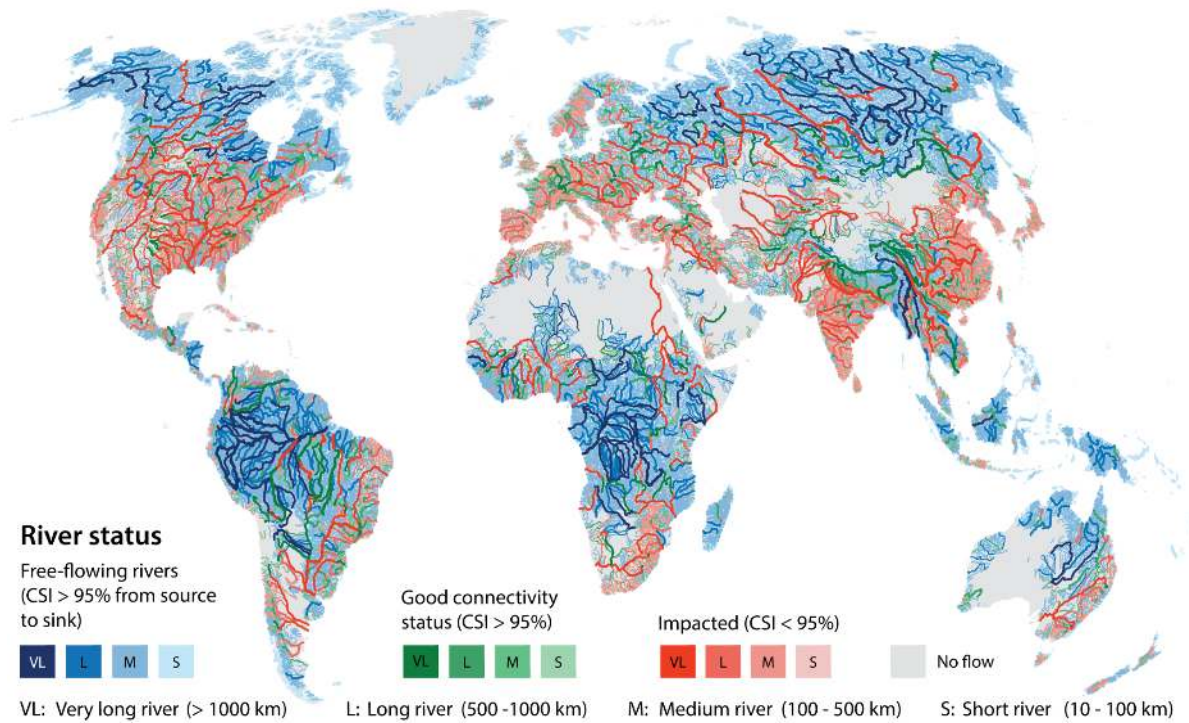 River status
Free-flowing rivers
(CSI > 95% from source
to sink)
VL L M S
Good connectivity
status (CSI > 95%)
VL L M S
Impacted (CSI < 95%)
VL L M S
No flow
VL: Very long river (> 1000 km) L: Long river (500 -1000 km) M: Medium river (100 - 500 km) S: Short river (10 - 100 km)